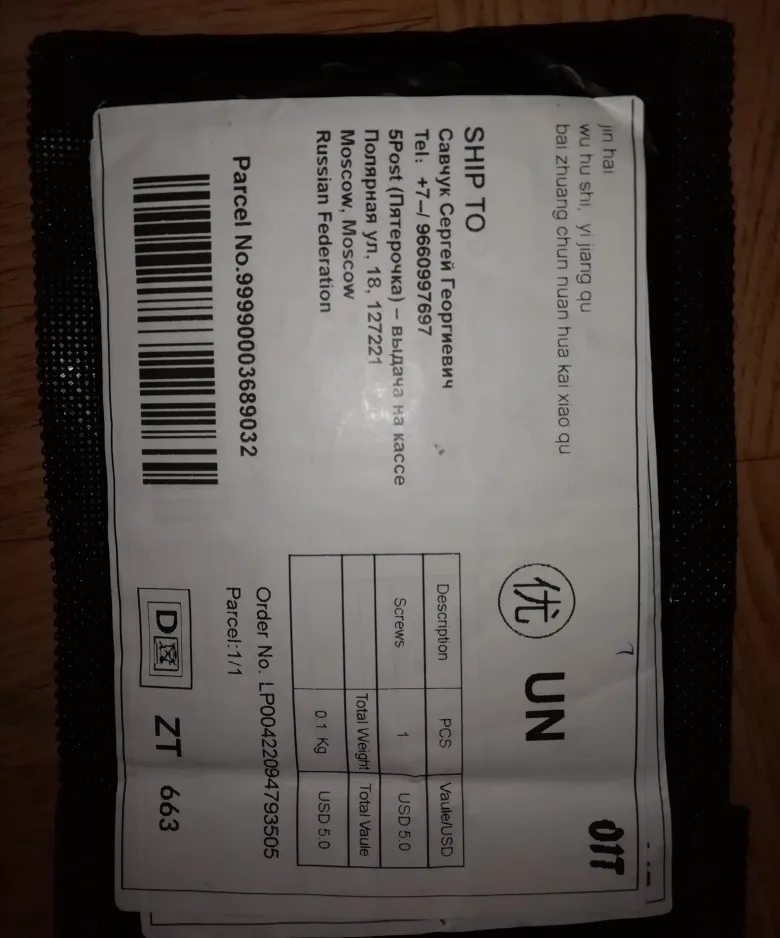 jin hai
wu hu shi, yi jiang qu
bai zhuang chun nuan hua kai xiao qu
优 UN
01T
SHIP TO
Савчук Сергей Георгиевич
Tel: +7-/ 9660997697
5Post (Пятерочка) – выдача на кассе
Полярная ул, 18, 127221
Moscow, Moscow
Russian Federation
Description PCS Vaule/USD
Screws 1 USD 5.0
Total Weight Total Vaule
0.1 Kg USD 5.0
Parcel No.99990003689032
Order No. LP00422094793505
Parcel:1/1
D ZT 663